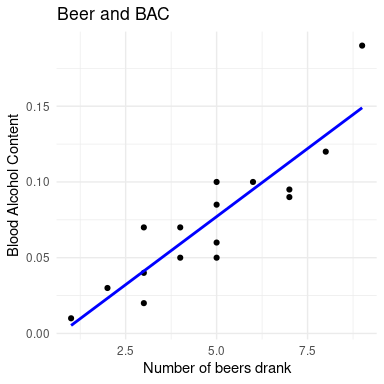 Beer and BAC
Blood Alcohol Content
0.15
0.10
0.05
0.00
2.5 5.0 7.5
Number of beers drank